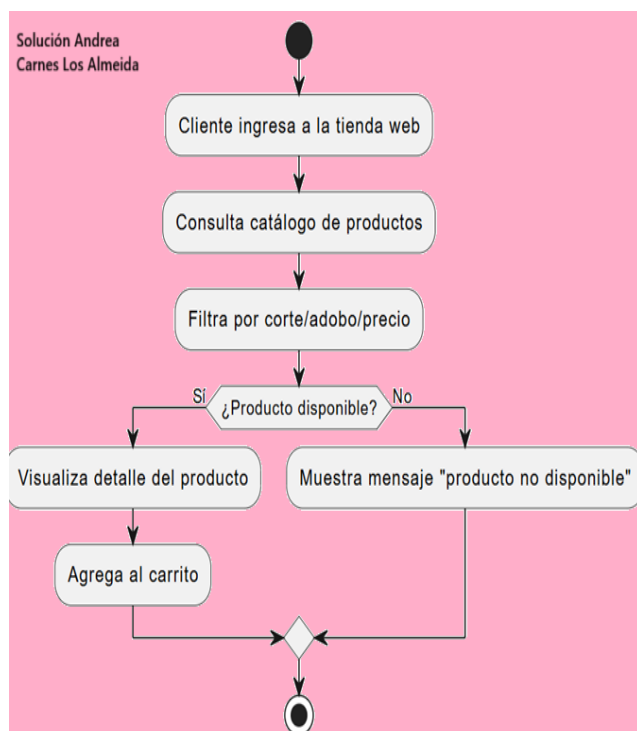 Solución Andrea
Carnes Los Almeida
Cliente ingresa a la tienda web
Consulta catálogo de productos
Filtra por corte/adobo/precio
Sí
¿Producto disponible?
No
Visualiza detalle del producto
Muestra mensaje "producto no disponible"
Agrega al carrito